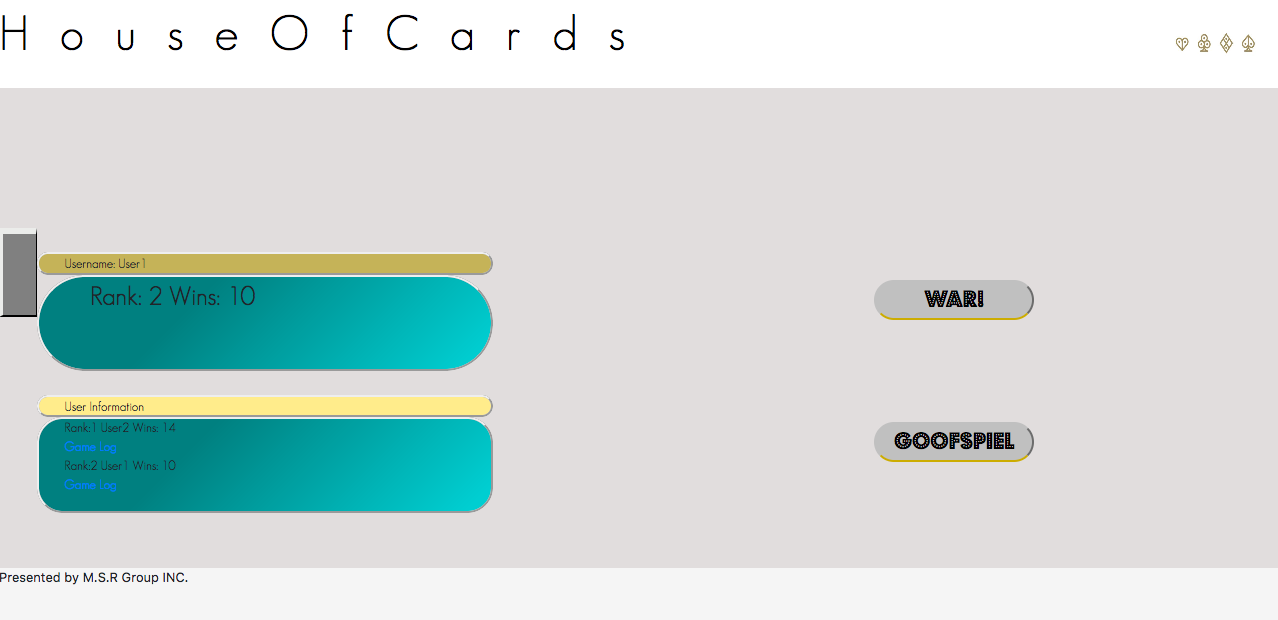 HouseOfCards
Username: User1
Rank: 2 Wins: 10
WAR!
User Information
Rank:1 User2 Wins: 14
Game Log
Rank:2 User1 Wins: 10
Game Log
GOOFSPIEL
Presented by M.S.R Group INC.